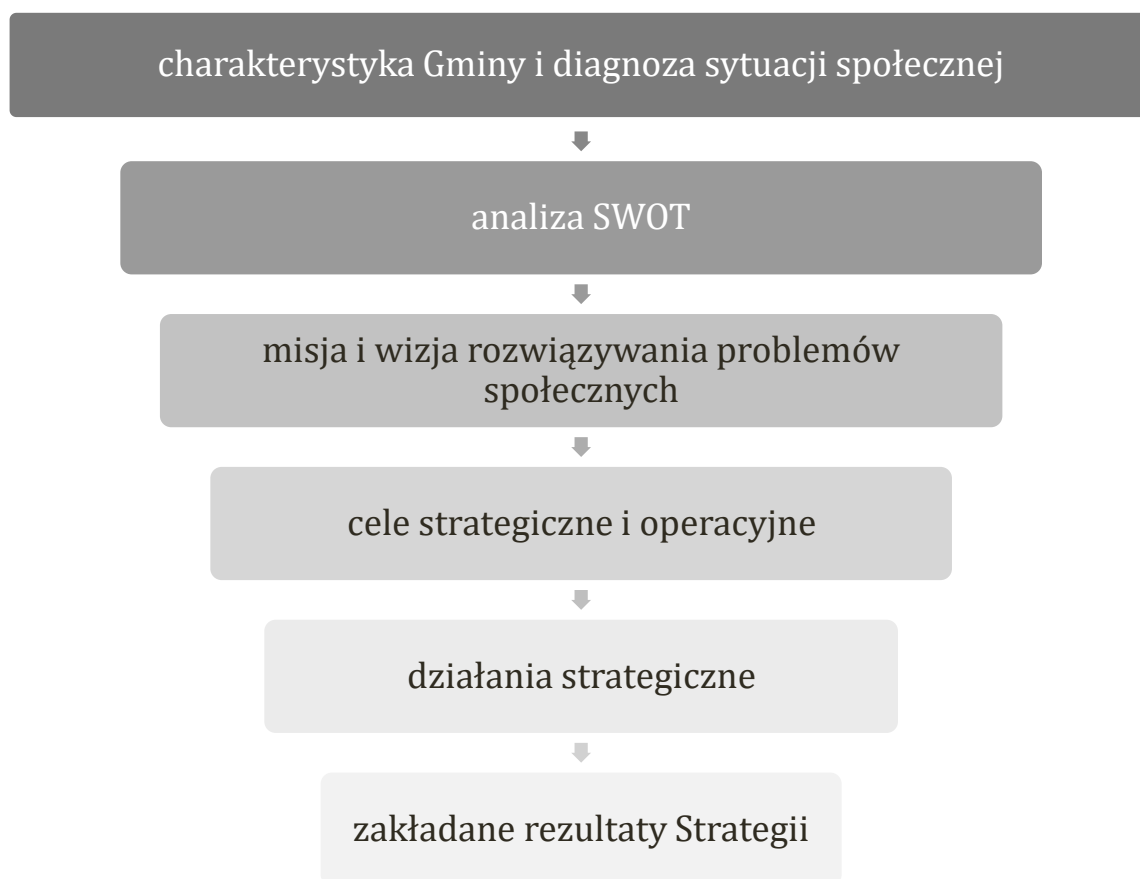 charakterystyka Gminy i diagnoza sytuacji społecznej
analiza SWOT
misja i wizja rozwiązywania problemów
społecznych
cele strategiczne i operacyjne
działania strategiczne
zakładane rezultaty Strategii